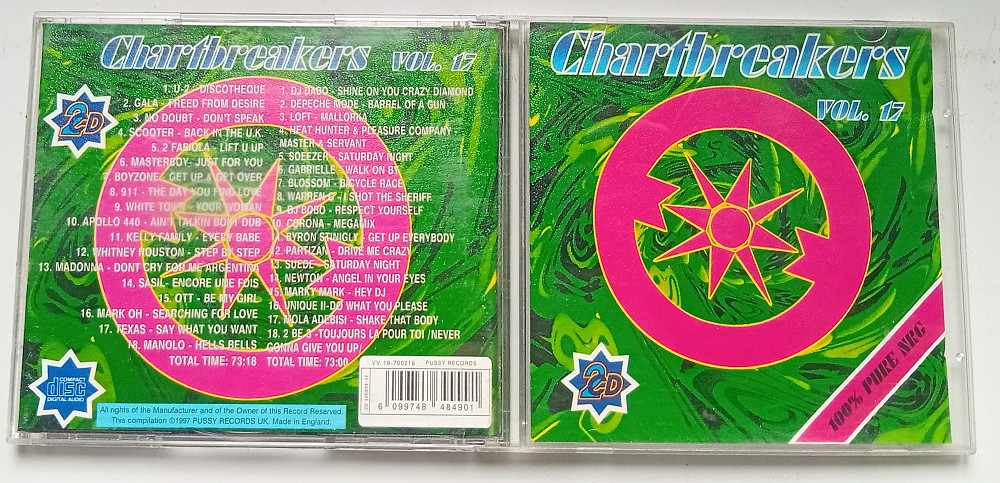 Chartbreakers VOL. 17
2CD
1. U-2 - DISCOTHEQUE
2. GALA - FREED FROM DESIRE
3. NO DOUBT - DON'T SPEAK
4. SCOOTER - BACK IN THE U.K.
5. 2 FABIOLA - LIFT U UP
6. MASTERBOY- JUST FOR YOU
7. BOYZONE - GET UP & GET OVER
8. 911 - THE DAY YOU FIND LOVE
9. WHITE TOWN - YOUR WOMAN
10. APOLLO 440 - AIN'T TALKIN BOUT DUB
11. KELLY FAMILY - EVERY BABE
12. WHITNEY HOUSTON - STEP BY STEP
13. MADONNA - DONT CRY FOR ME ARGENTINA
14. SASIL- ENCORE UNE FOIS
15. OTT - BE MY GIRL
16. MARK OH - SEARCHING FOR LOVE
17. TEXAS - SAY WHAT YOU WANT
18. MANOLO - HELLS BELLS
TOTAL TIME: 73:18
1. DJ DADO - SHINE ON YOU CRAZY DIAMOND
2. DEPECHE MODE - BARREL OF A GUN
3. LOFT - MALLORKA
4. HEAT HUNTER & PLEASURE COMPANY -
MASTER & SERVANT
5. SQEEZER - SATURDAY NIGHT
6. GABRIELLE - WALK ON BY
7. BLOSSOM - BICYCLE RACE
8. WARREN G - I SHOT THE SHERIFF
9. DJ BOBO - RESPECT YOURSELF
10. CORONA - MEGAMIX
11. BYRON STINGLY - GET UP EVERYBODY
12. PARTIZAN - DRIVE ME CRAZY
13. SUEDE - SATURDAY NIGHT
14. NEWTON - ANGEL IN YOUR EYES
15. MARKY MARK - HEY DJ
16. UNIQUE II- DO WHAT YOU PLEASE
17. MOLA ADEBISI - SHAKE THAT BODY
18. 2 BE 3 -TOUJOURS LA POUR TOI /NEVER
GONNA GIVE YOU UP/
TOTAL TIME: 73:00
COMPACT
disc
DIGITAL AUDIO
All rights of the Manufacturer and of the Owner of this Record Reserved.
This compilation ©1997 PUSSY RECORDS UK. Made in England.
VV 19-700218 PUSSY RECORDS
6 099748 484901
Chartbreakers
VOL. 17
2CD
100% PURE NRG